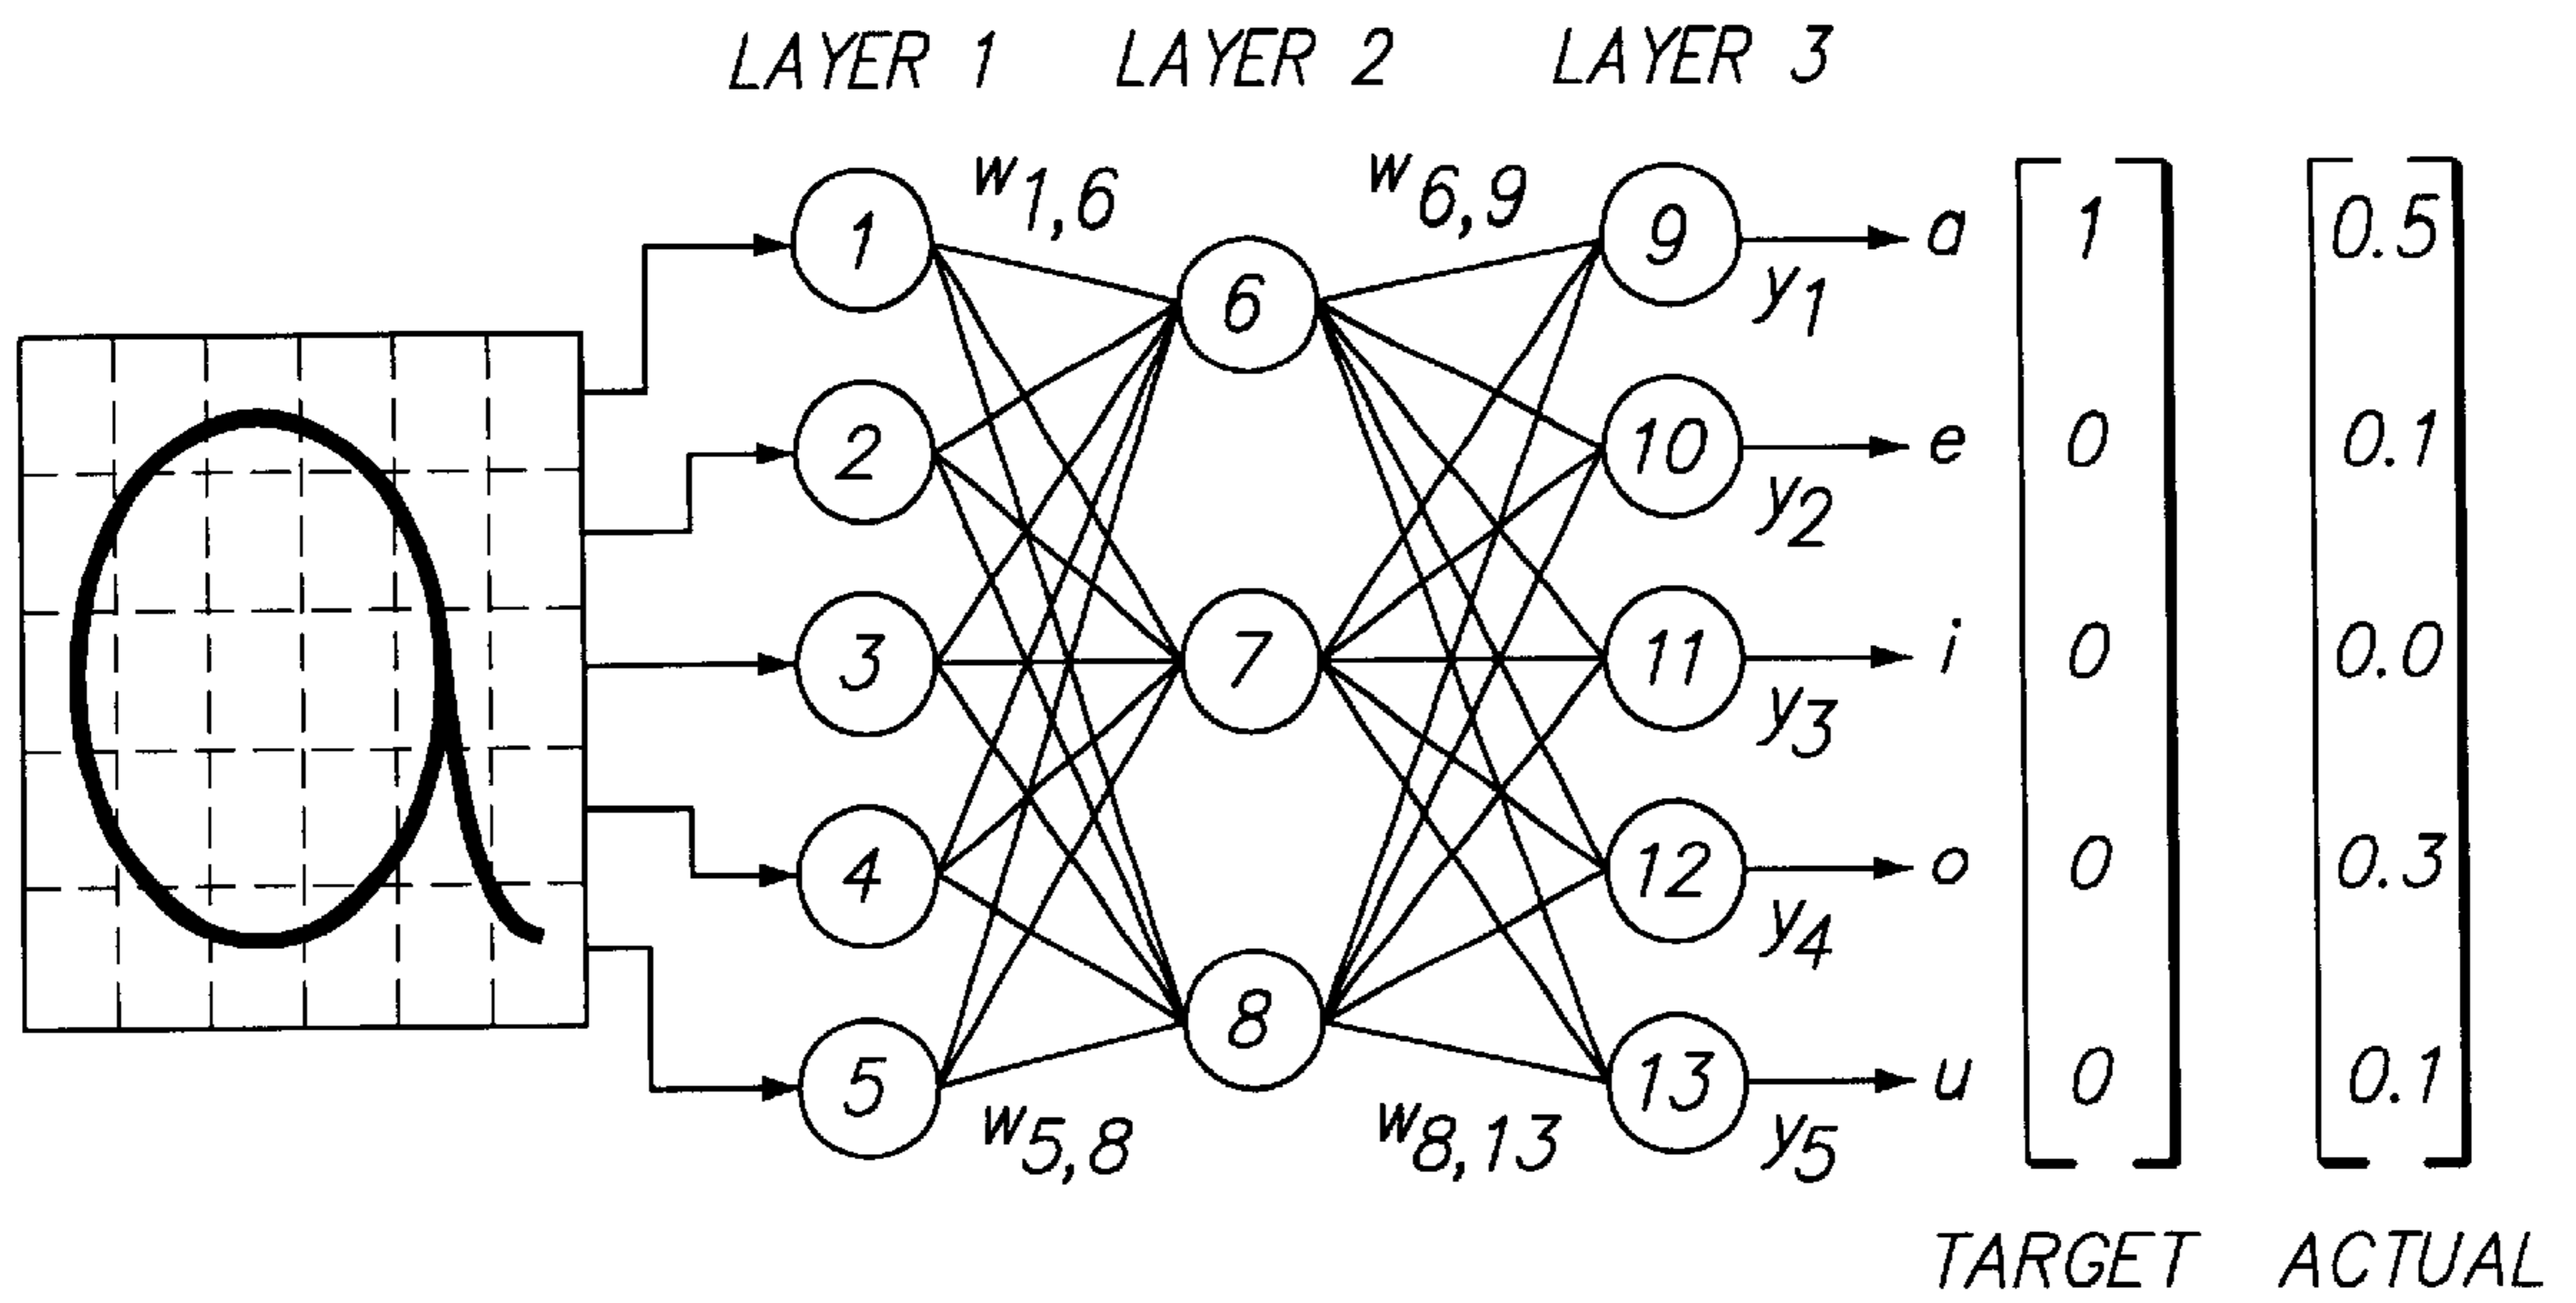 LAYER 1 LAYER 2 LAYER 3
w1,6 w6,9
1 6 9 a 1 0.5
y1
2 10 e 0 0.1
y2
3 7 11 i 0 0.0
y3
4 12 o 0 0.3
y4
5 8 13 u 0 0.1
w5,8 w8,13 y5
TARGET ACTUAL